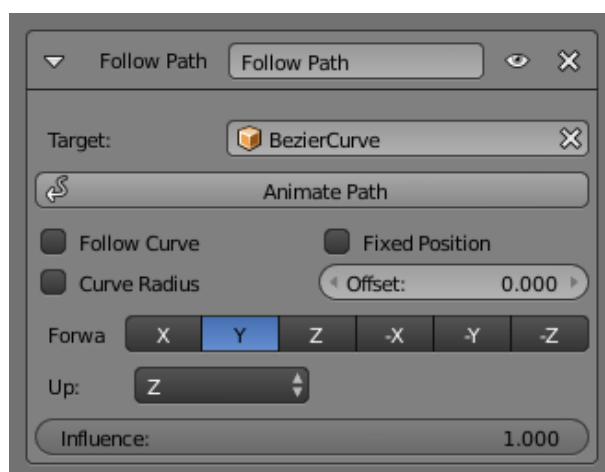 Follow Path Follow Path
Target: BezierCurve
Animate Path
Follow Curve Fixed Position
Curve Radius Offset: 0.000
Forwa X Y Z -X -Y -Z
Up: Z
Influence: 1.000